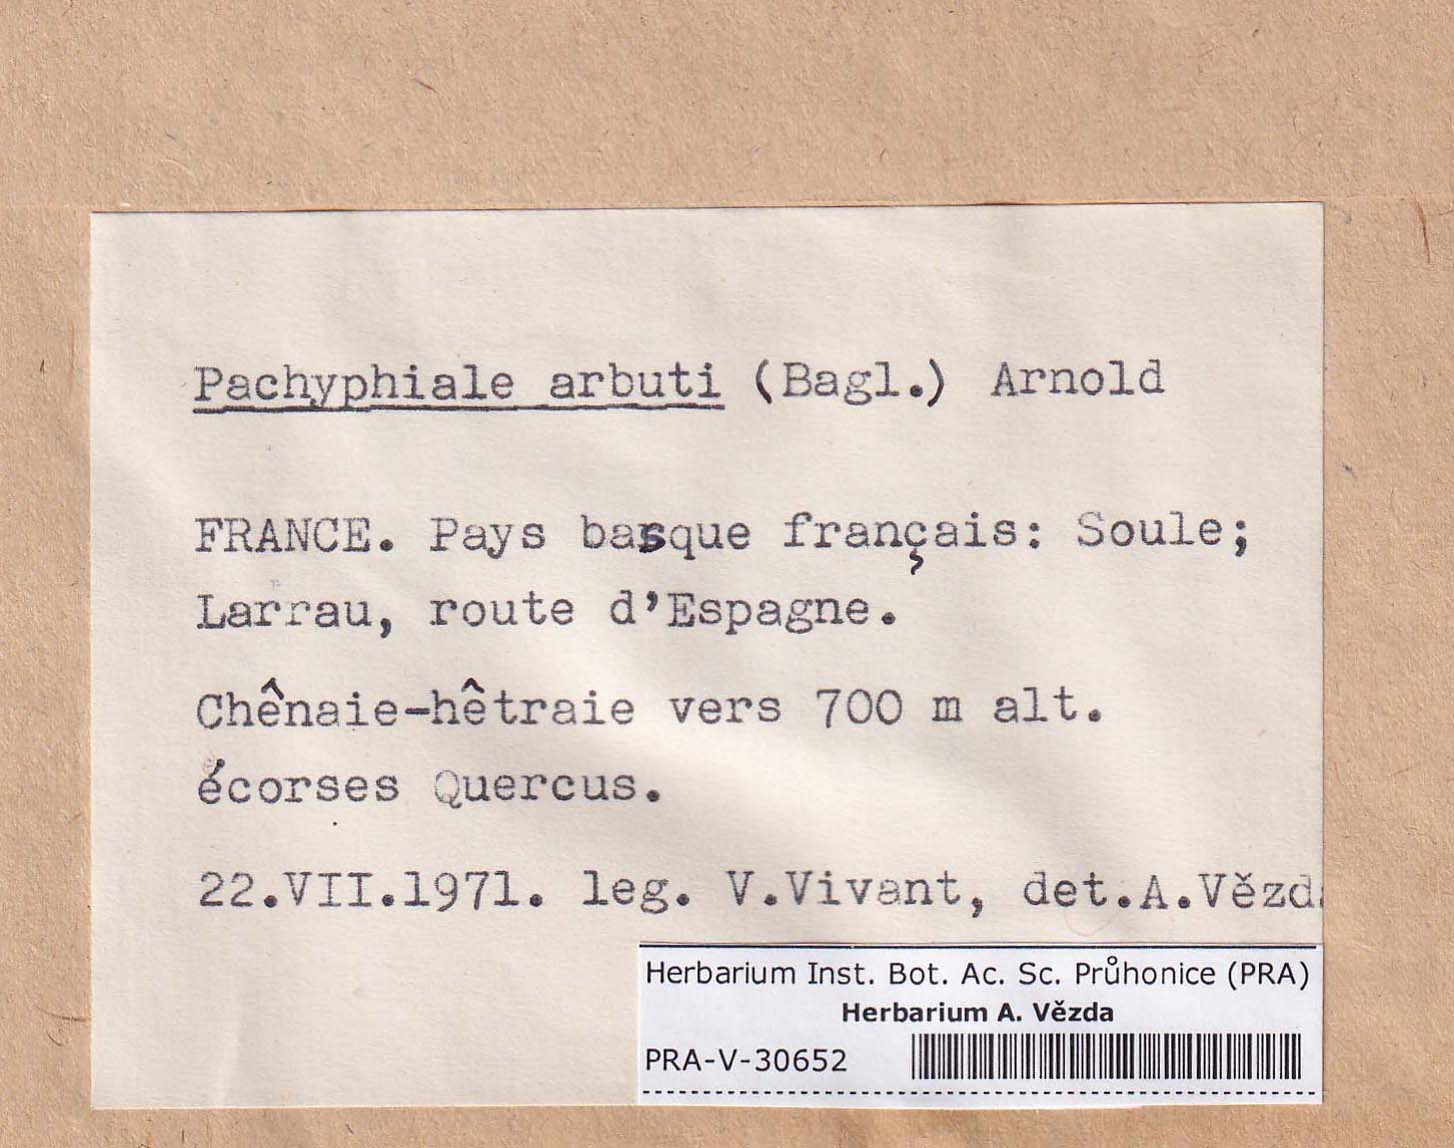 Pachyphiale arbuti (Bagl.) Arnold
FRANCE. Pays basque français: Soule;
Larrau, route d'Espagne.
Chênaie-hêtraie vers 700 m alt.
écorses Quercus.
22.VII.1971. leg. V.Vivant, det.A.Vězda
Herbarium Inst. Bot. Ac. Sc. Průhonice (PRA)
Herbarium A. Vězda
PRA-V-30652